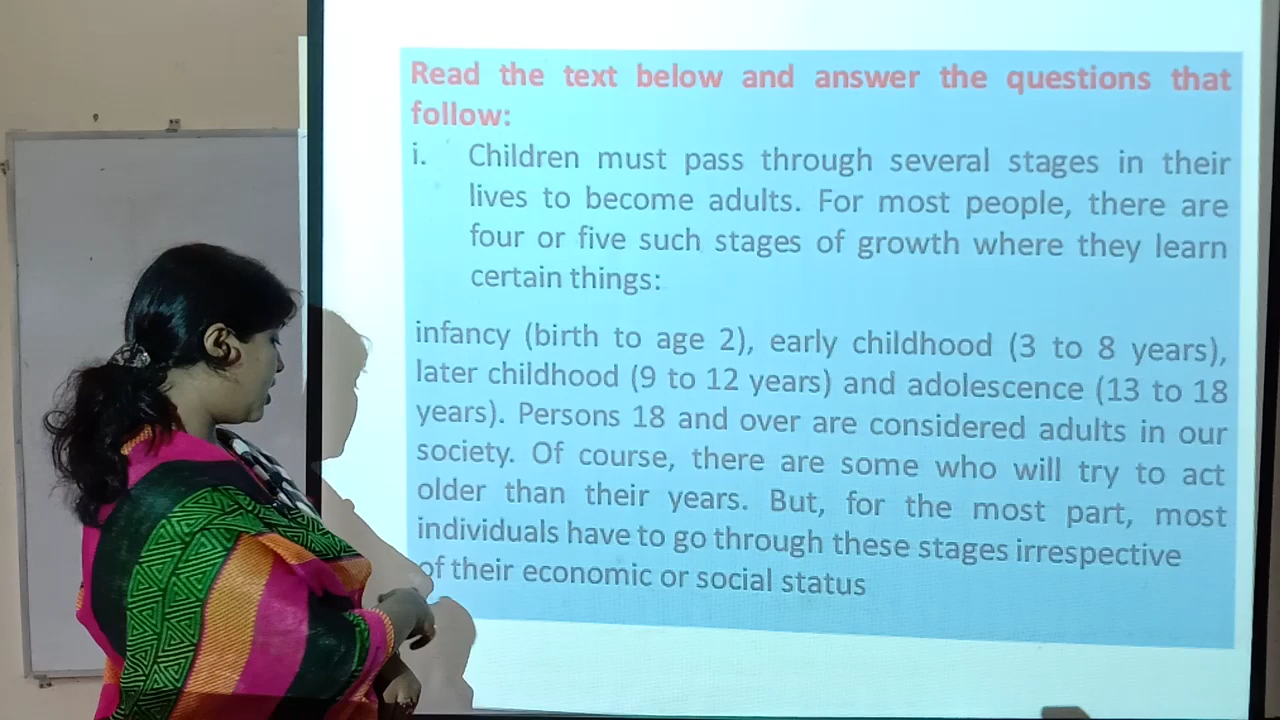 Read the text below and answer the questions that
follow:
i. Children must pass through several stages in their
lives to become adults. For most people, there are
four or five such stages of growth where they learn
certain things:
infancy (birth to age 2), early childhood (3 to 8 years),
later childhood (9 to 12 years) and adolescence (13 to 18
years). Persons 18 and over are considered adults in our
society. Of course, there are some who will try to act
older than their years. But, for the most part, most
individuals have to go through these stages irrespective
of their economic or social status